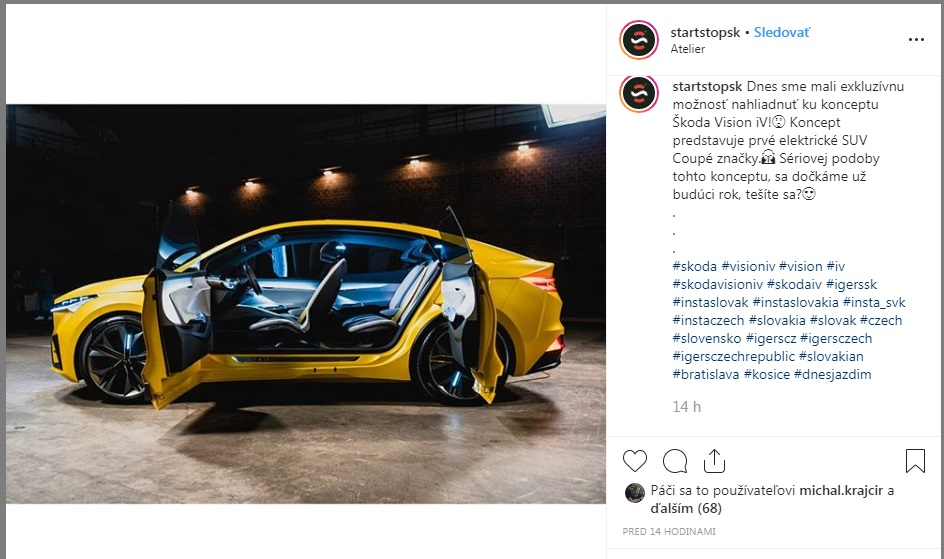 startstopsk • Sledovať
Atelier
startstopsk Dnes sme mali exkluzívnu
možnosť nahliadnuť ku konceptu
Škoda Vision iV!😲 Koncept
predstavuje prvé elektrické SUV
Coupé značky.🙌 Sériovej podoby
tohto konceptu, sa dočkáme už
budúci rok, tešíte sa?😍
.
.
.
#skoda #visioniv #vision #iv
#skodavisioniv #skodaiv #igerssk
#instaslovak #instaslovakia #insta_svk
#instaczech #slovakia #slovak #czech
#slovensko #igerscz #igersczech
#igersczechrepublic #slovakian
#bratislava #kosice #dnesjazdim
14 h
Páči sa to používateľovi michal.krajcir a
ďalším (68)
PRED 14 HODINAMI